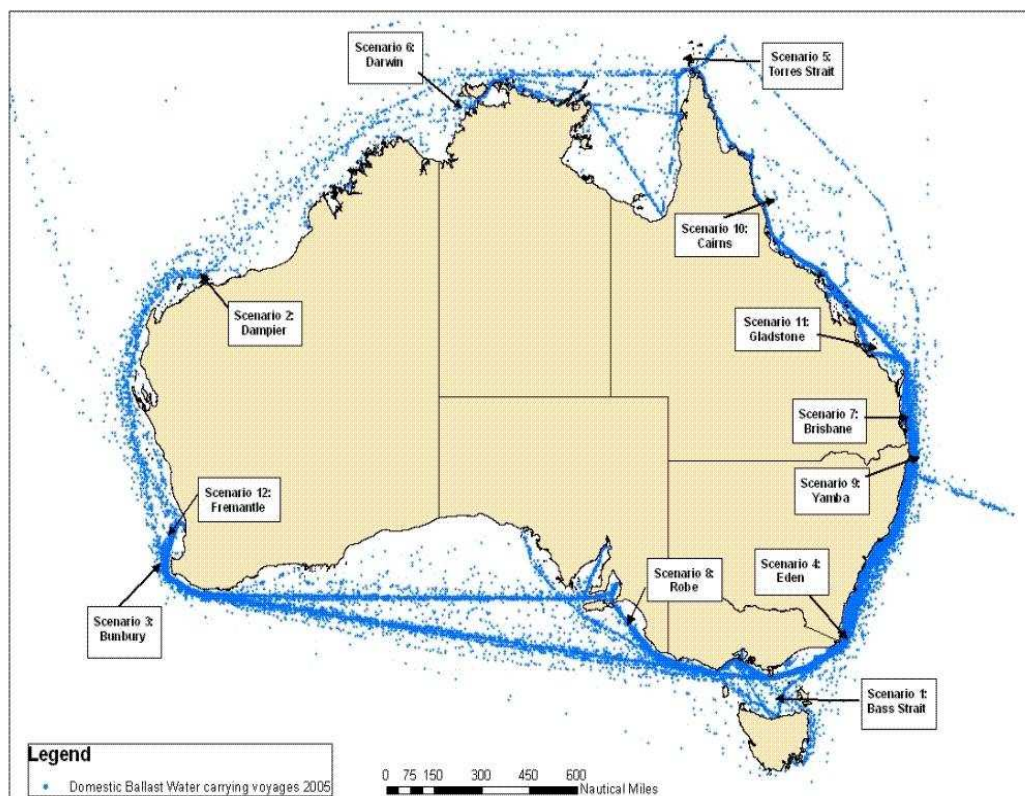 Scenario 6:
Darwin
Scenario 5:
Torres Strait
Scenario 10:
Cairns
Scenario 2:
Dampier
Scenario 11:
Gladstone
Scenario 7:
Brisbane
Scenario 12:
Fremantle
Scenario 9:
Yamba
Scenario 8:
Robe
Scenario 4:
Eden
Scenario 3:
Bunbury
Scenario 1:
Bass Strait
Legend
Domestic Ballast Water carrying voyages 2005
0 75 150 300 450 600
Nautical Miles